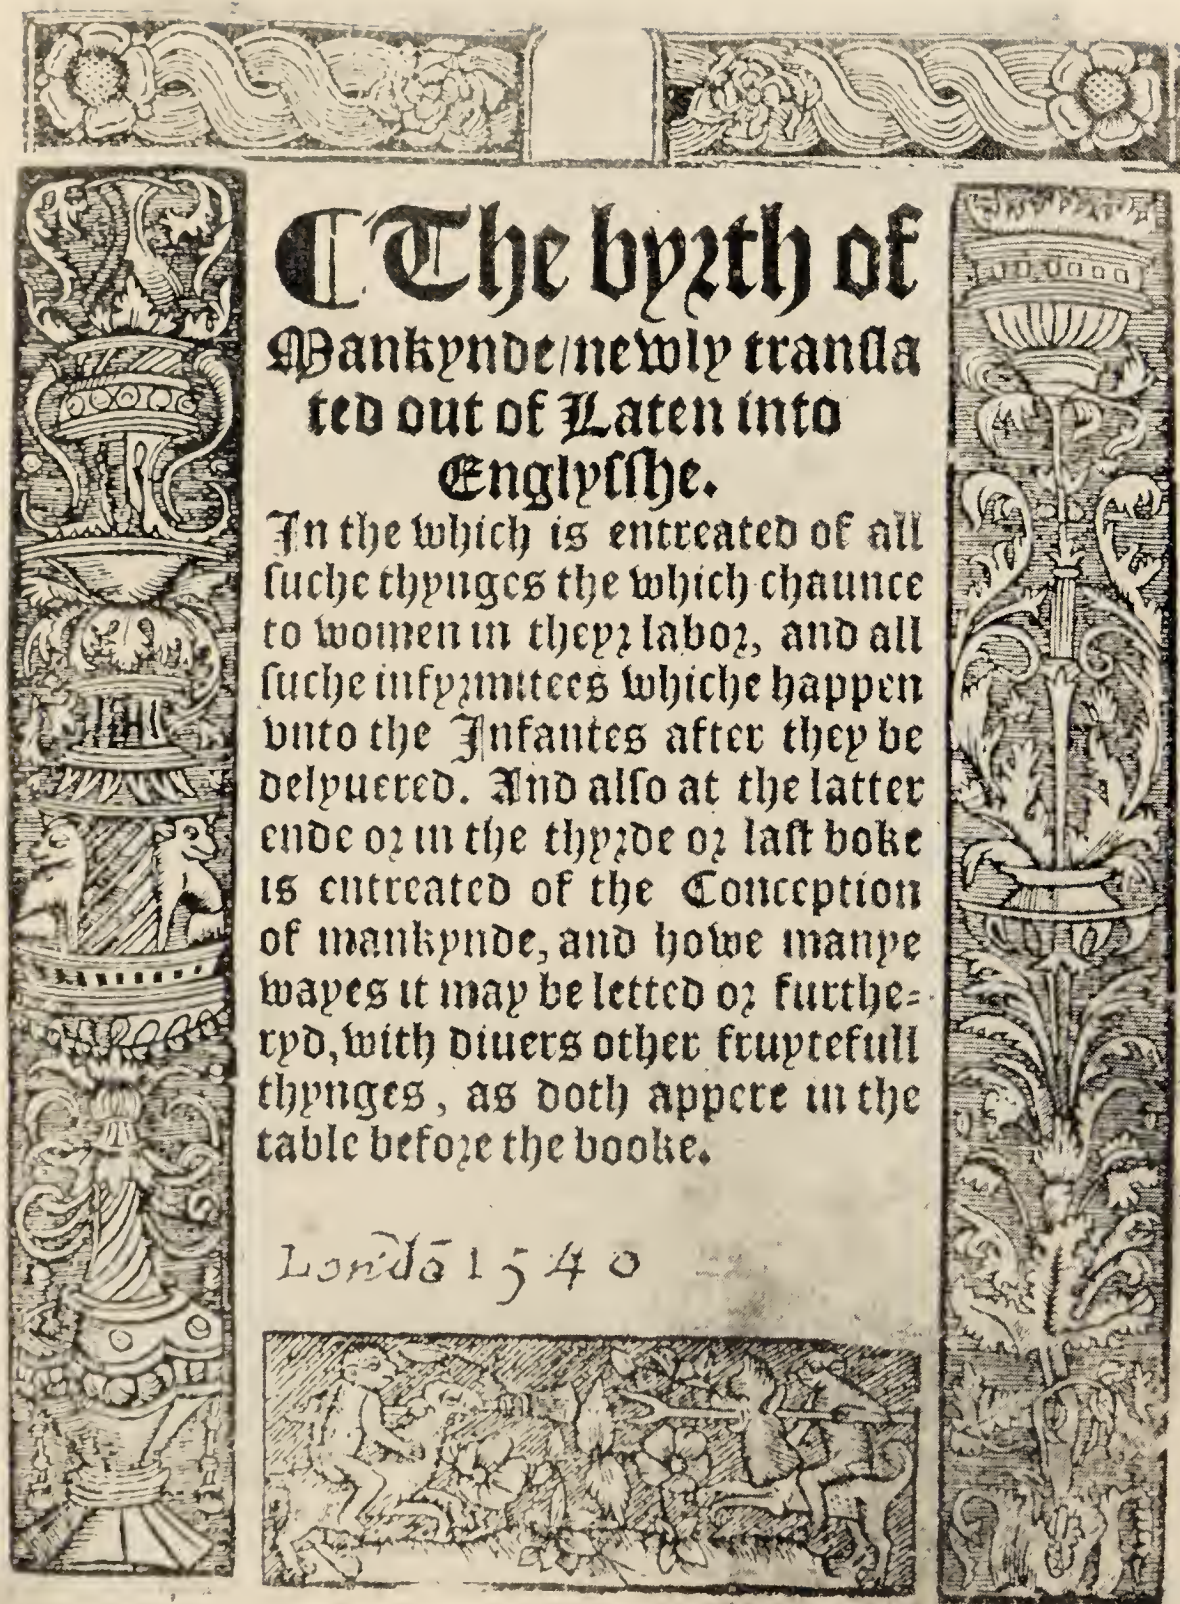 ¶ The byrth of
Mankynde/newly transla
ted out of Laten into
Englysshe.
In the which is entreated of all
suche thynges the which chaunce
to women in theyr labor, and all
suche infyrmitees whiche happen
vnto the Infantes after they be
delyuered. And also at the latter
ende or in the thyrde or last boke
is entreated of the Conception
of mankynde, and howe manye
wayes it may be letted or furthe=
ryd, with diuers other fruytefull
thynges, as doth appere in the
table before the booke.
Londō 1540